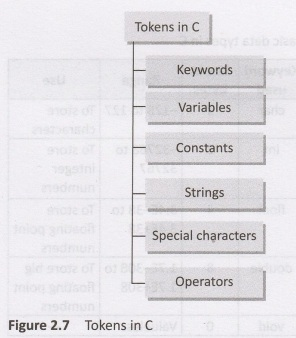 Tokens in C
Keywords
Variables
Constants
Strings
Special characters
Operators
Figure 2.7 Tokens in C